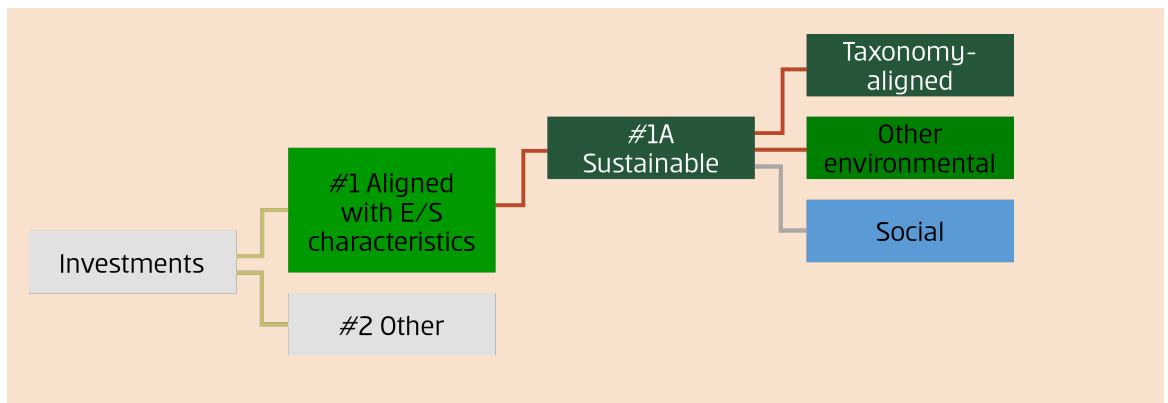 Investments
#1 Aligned
with E/S
characteristics
#2 Other
#1A
Sustainable
Taxonomy-
aligned
Other
environmental
Social